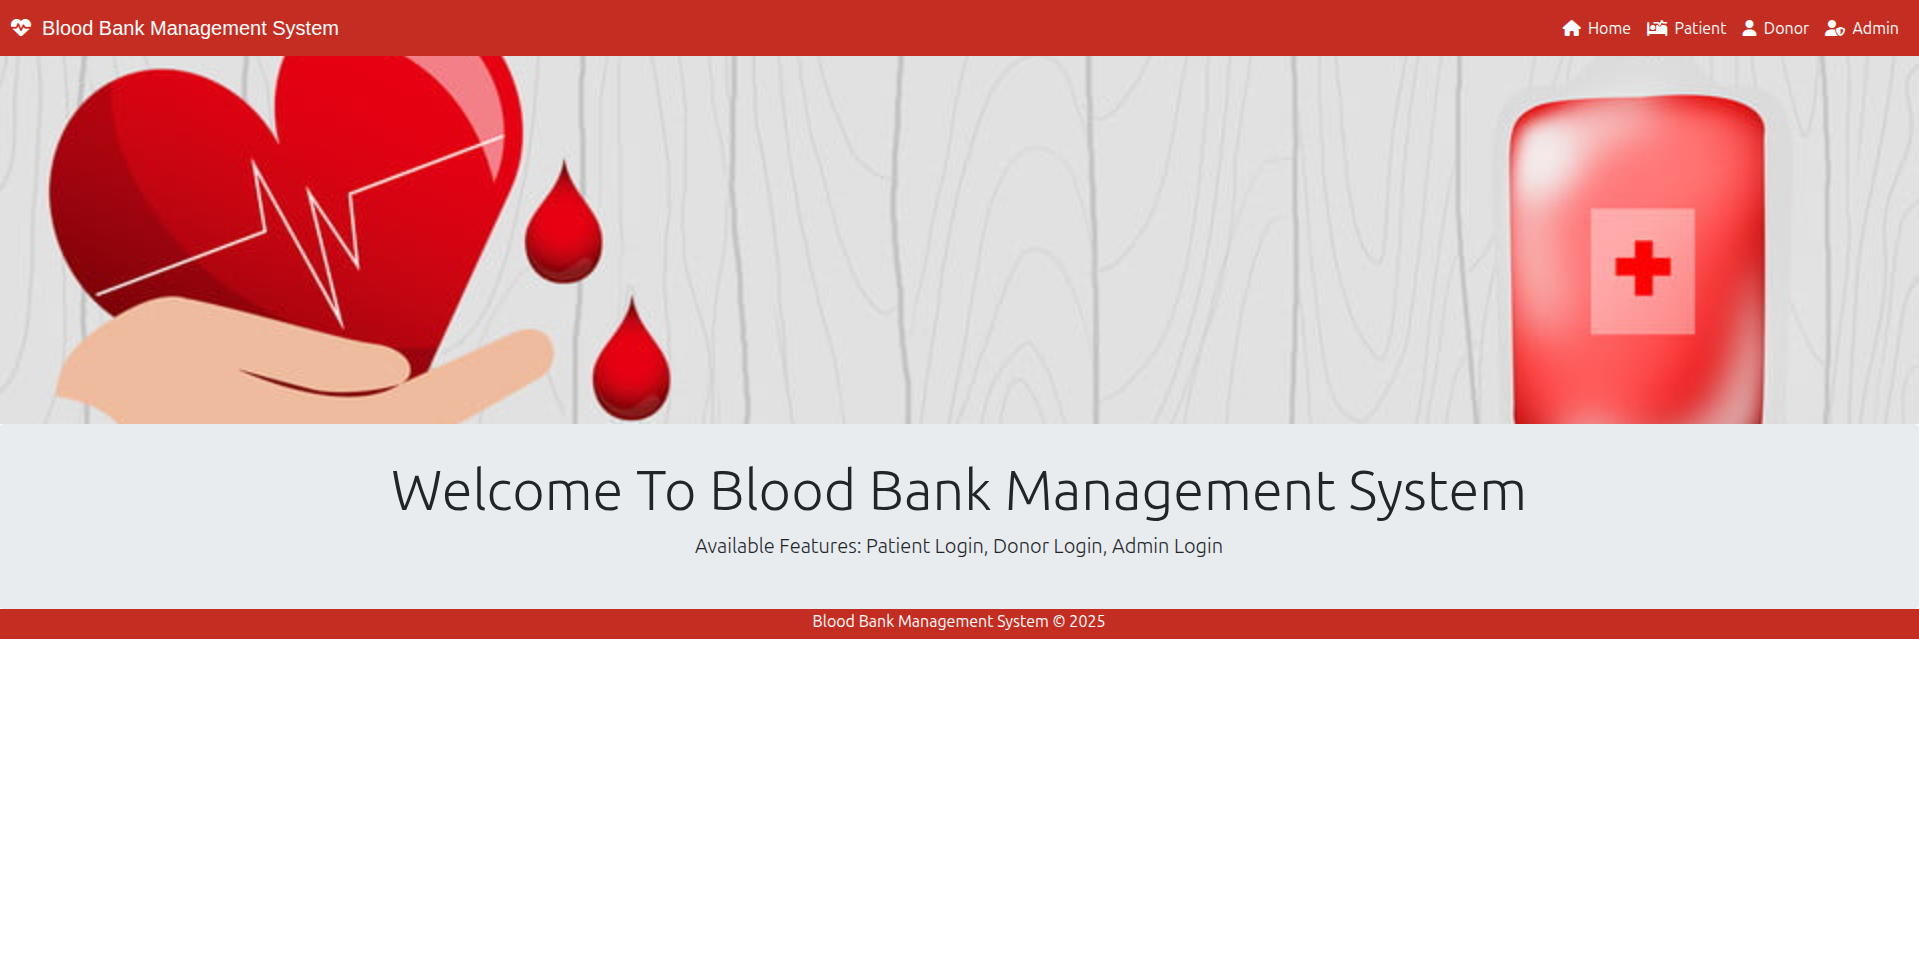 Blood Bank Management System
Home Patient Donor Admin
Welcome To Blood Bank Management System
Available Features: Patient Login, Donor Login, Admin Login
Blood Bank Management System © 2025